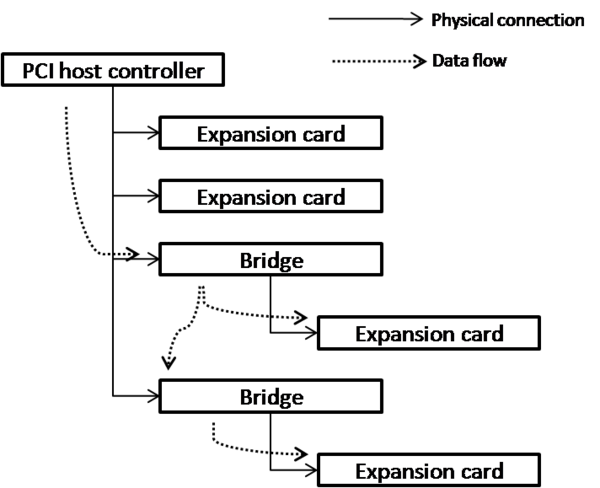 Physical connection
Data flow
PCI host controller
Expansion card
Expansion card
Bridge
Expansion card
Bridge
Expansion card